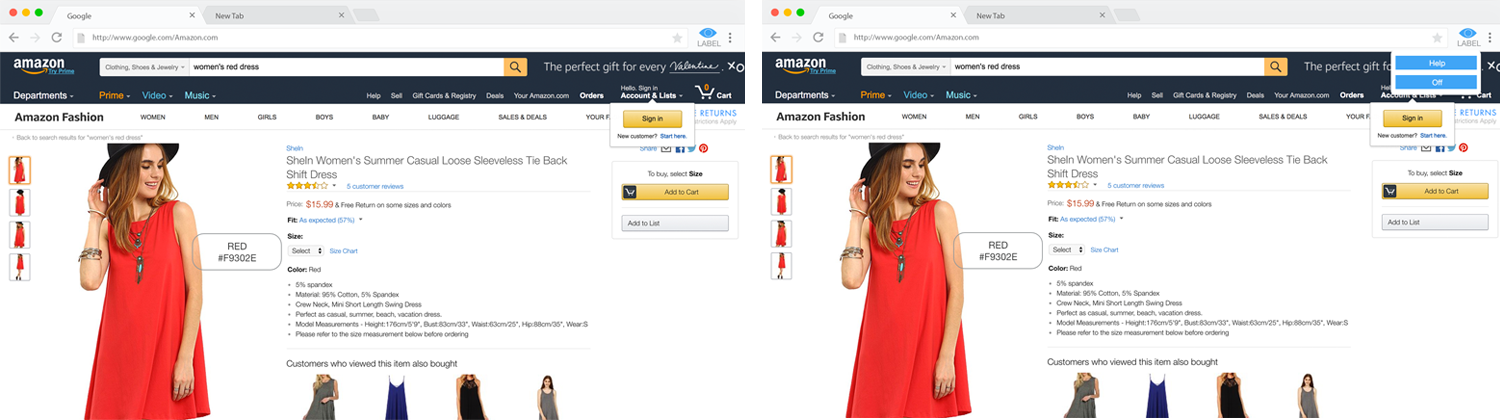 Google
New Tab
http://www.google.com/Amazon.com
LABEL
amazon
Try Prime
Clothing, Shoes & Jewelry
women's red dress
The perfect gift for every Valentine.
Departments
Prime
Video
Music
Help
Sell
Gift Cards & Registry
Deals
Your Amazon.com
Orders
Hello. Sign in
Account & Lists
0
Cart
Amazon Fashion
WOMEN
MEN
GIRLS
BOYS
BABY
LUGGAGE
SALES & DEALS
YOUR F
Sign in
New customer? Start here.
RETURNS
Back to search results for "women's red dress"
SheIn
SheIn Women's Summer Casual Loose Sleeveless Tie Back
Shift Dress
5 customer reviews
Price: $15.99 & Free Return on some sizes and colors
Fit: As expected (57%)
Size:
Select
Size Chart
Color: Red
5% spandex
Material: 95% Cotton, 5% Spandex
Crew Neck, Mini Short Length Swing Dress
Perfect as casual, summer, beach, vacation dress.
Model Measurements - Height:176cm/5'9", Bust:83cm/33", Waist:63cm/25", Hip:88cm/35", Wear:S
Please refer to the size measurement below before ordering
Customers who viewed this item also bought
RED
#F9302E
Share
To buy, select Size
Add to Cart
Add to List
Google
New Tab
http://www.google.com/Amazon.com
LABEL
Help
Off
amazon
Try Prime
Clothing, Shoes & Jewelry
women's red dress
The perfect gift for every
Departments
Prime
Video
Music
Help
Sell
Gift Cards & Registry
Deals
Your Amazon.com
Orders
Account & Lists
Cart
Amazon Fashion
WOMEN
MEN
GIRLS
BOYS
BABY
LUGGAGE
SALES & DEALS
YOUR F
Sign in
New customer? Start here.
RETURNS
Back to search results for "women's red dress"
SheIn
SheIn Women's Summer Casual Loose Sleeveless Tie Back
Shift Dress
5 customer reviews
Price: $15.99 & Free Return on some sizes and colors
Fit: As expected (57%)
Size:
Select
Size Chart
Color: Red
5% spandex
Material: 95% Cotton, 5% Spandex
Crew Neck, Mini Short Length Swing Dress
Perfect as casual, summer, beach, vacation dress.
Model Measurements - Height:176cm/5'9", Bust:83cm/33", Waist:63cm/25", Hip:88cm/35", Wear:S
Please refer to the size measurement below before ordering
Customers who viewed this item also bought
RED
#F9302E
Share
To buy, select Size
Add to Cart
Add to List